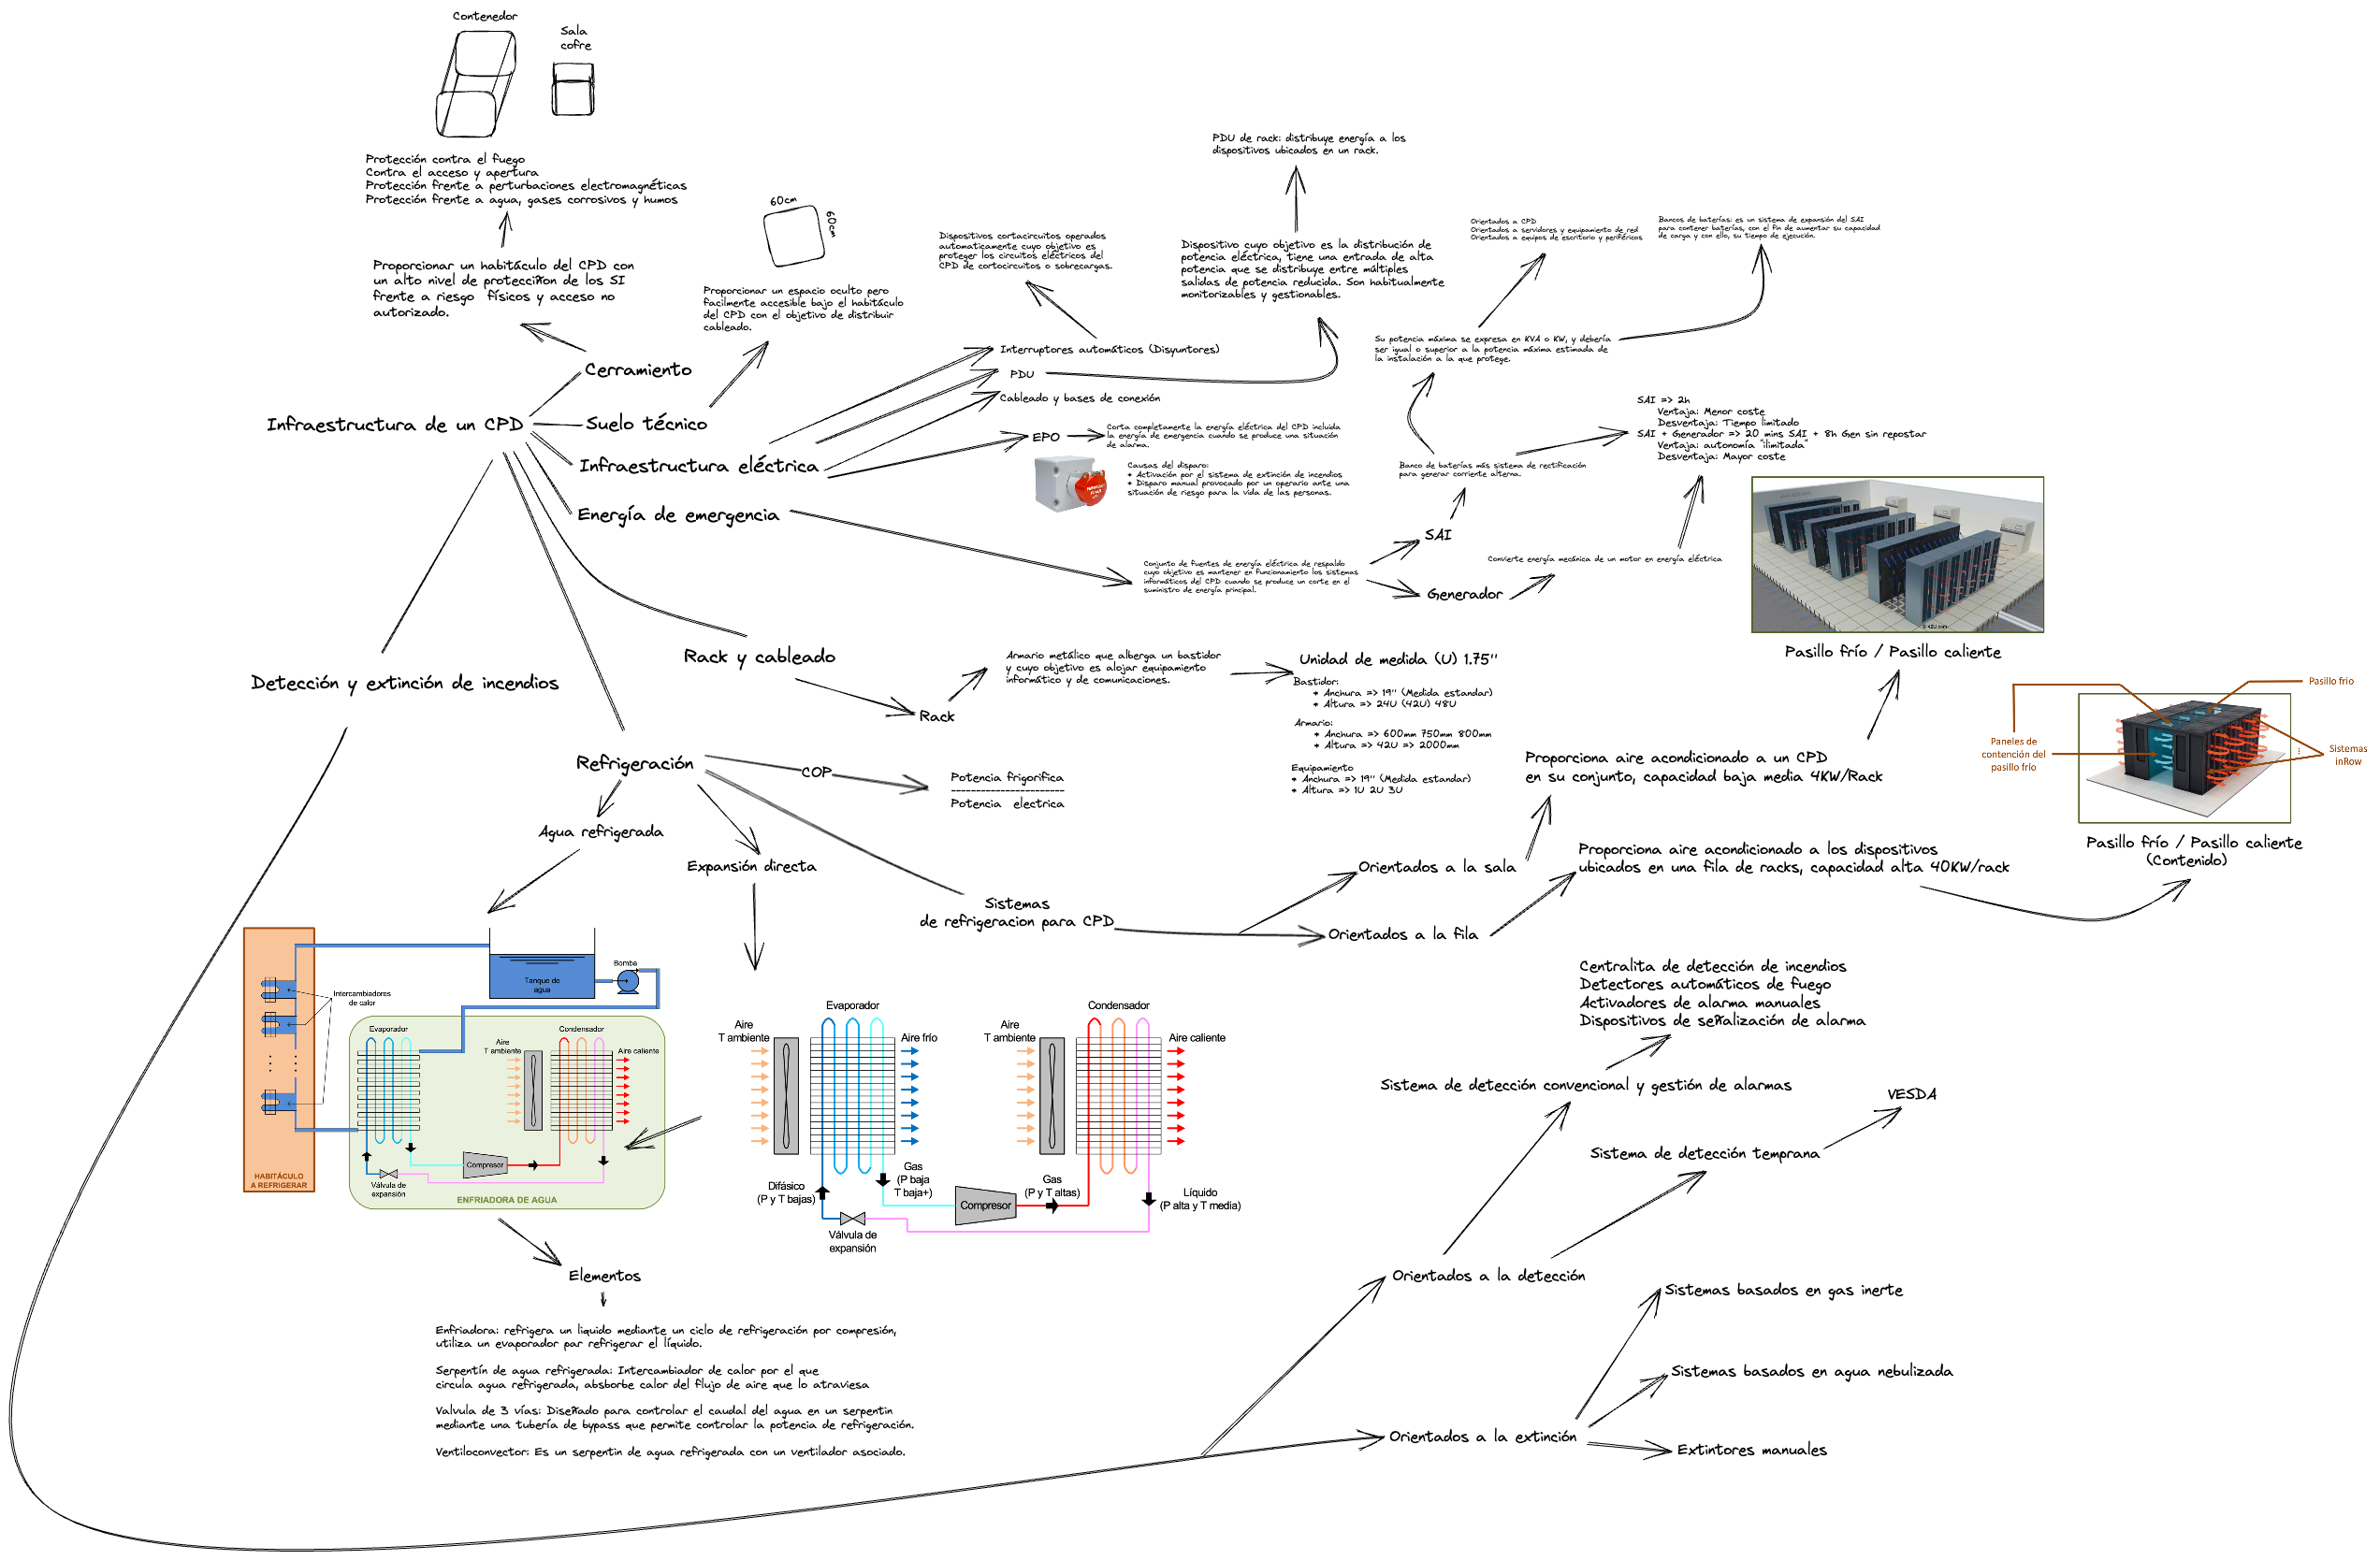 Contenedor
Sala
cofre
Protección contra el fuego
Contra el acceso y apertura
Protección frente a perturbaciones electromagnéticas
Protección frente a agua, gases corrosivos y humos
Proporcionar un habitáculo del CPD con
un alto nivel de protección de los SI
frente a riesgo físicos y acceso no
autorizado.
Cerramiento
60cm
60cm
Proporcionar un espacio oculto pero
facilmente accesible bajo el habitáculo
del CPD con el objetivo de distribuir
cableado.
Infraestructura de un CPD
Suelo técnico
Infraestructura eléctrica
Energía de emergencia
Dispositivos cortacircuitos operados
automaticamente cuyo objetivo es
proteger los circuitos eléctricos del
CPD de cortocircuitos o sobrecargas.
Interruptores automáticos (Disyuntores)
PDU
Cableado y bases de conexión
PDU de rack: distribuye energía a los
dispositivos ubicados en un rack.
Dispositivo cuyo objetivo es la distribución de
potencia eléctrica, tiene una entrada de alta
potencia que se distribuye entre múltiples
salidas de potencia reducida. Son habitualmente
monitorizables y gestionables.
EPO
Corta completamente la energía eléctrica del CPD incluida
la energía de emergencia cuando se produce una situación
de alarma.
Causas del disparo:
* Activación por el sistema de extinción de incendios
* Disparo manual provocado por un operario ante una
situación de riesgo para la vida de las personas.
Orientados a CPD
Orientados a servidores y equipamiento de red
Orientados a equipos de escritorio y periféricos
Bancos de baterías: es un sistema de expansión del SAI
para contener baterías, con el fin de aumentar su capacidad
de carga y con ello, su tiempo de ejecución.
Su potencia máxima se expresa en KVA o KW, y debería
ser igual o superior a la potencia máxima estimada de
la instalación a la que protege.
SAI => 2h
Ventaja: Menor coste
Desventaja: Tiempo limitado
SAI + Generador => 20 mins SAI + 8h Gen sin repostar
Ventaja: autonomía "ilimitada"
Desventaja: Mayor coste
Banco de baterías más sistema de rectificación
para generar corriente alterna.
SAI
Conjunto de fuentes de energía eléctrica de respaldo
cuyo objetivo es mantener en funcionamiento los sistemas
informáticos del CPD cuando se produce un corte en el
suministro de energía principal.
Generador
Convierte energía mecánica de un motor en energía eléctrica
Pasillo frío / Pasillo caliente
Detección y extinción de incendios
Rack y cableado
Rack
Armario metálico que alberga un bastidor
y cuyo objetivo es alojar equipamiento
informático y de comunicaciones.
Unidad de medida (U) 1.75''
Bastidor:
* Anchura => 19'' (Medida estandar)
* Altura => 24U (42U) 48U
Armario:
* Anchura => 600mm 750mm 800mm
* Altura => 42U => 2000mm
Equipamiento
* Anchura => 19'' (Medida estandar)
* Altura => 1U 2U 3U
Refrigeración
COP
Potencia frigorifica
-----------------------
Potencia electrica
Agua refrigerada
Expansión directa
Sistemas
de refrigeracion para CPD
Orientados a la sala
Proporciona aire acondicionado a un CPD
en su conjunto, capacidad baja media 4KW/Rack
Orientados a la fila
Proporciona aire acondicionado a los dispositivos
ubicados en una fila de racks, capacidad alta 40KW/rack
Pasillo frio
Paneles de
contención del
pasillo frío
Sistemas
inRow
Pasillo frío / Pasillo caliente
(Contenido)
Tanque de
agua
Bomba
Intercambiadores
de calor
Evaporador
Condensador
Aire
T ambiente
Aire caliente
Compresor
Válvula de
expansión
HABITÁCULO
A REFRIGERAR
ENFRIADORA DE AGUA
Evaporador
Condensador
Aire
T ambiente
Aire frío
Aire
T ambiente
Aire caliente
Difásico
(P y T bajas)
Gas
(P baja
T baja+)
Gas
(P y T altas)
Líquido
(P alta y T media)
Compresor
Válvula de
expansión
Elementos
Enfriadora: refrigera un liquido mediante un ciclo de refrigeración por compresión,
utiliza un evaporador par refrigerar el líquido.
Serpentín de agua refrigerada: Intercambiador de calor por el que
circula agua refrigerada, absborbe calor del flujo de aire que lo atraviesa
Valvula de 3 vías: Diseñado para controlar el caudal del agua en un serpentin
mediante una tubería de bypass que permite controlar la potencia de refrigeración.
Ventiloconvector: Es un serpentin de agua refrigerada con un ventilador asociado.
Centralita de detección de incendios
Detectores automáticos de fuego
Activadores de alarma manuales
Dispositivos de señalización de alarma
Sistema de detección convencional y gestión de alarmas
VESDA
Sistema de detección temprana
Orientados a la detección
Sistemas basados en gas inerte
Sistemas basados en agua nebulizada
Orientados a la extinción
Extintores manuales